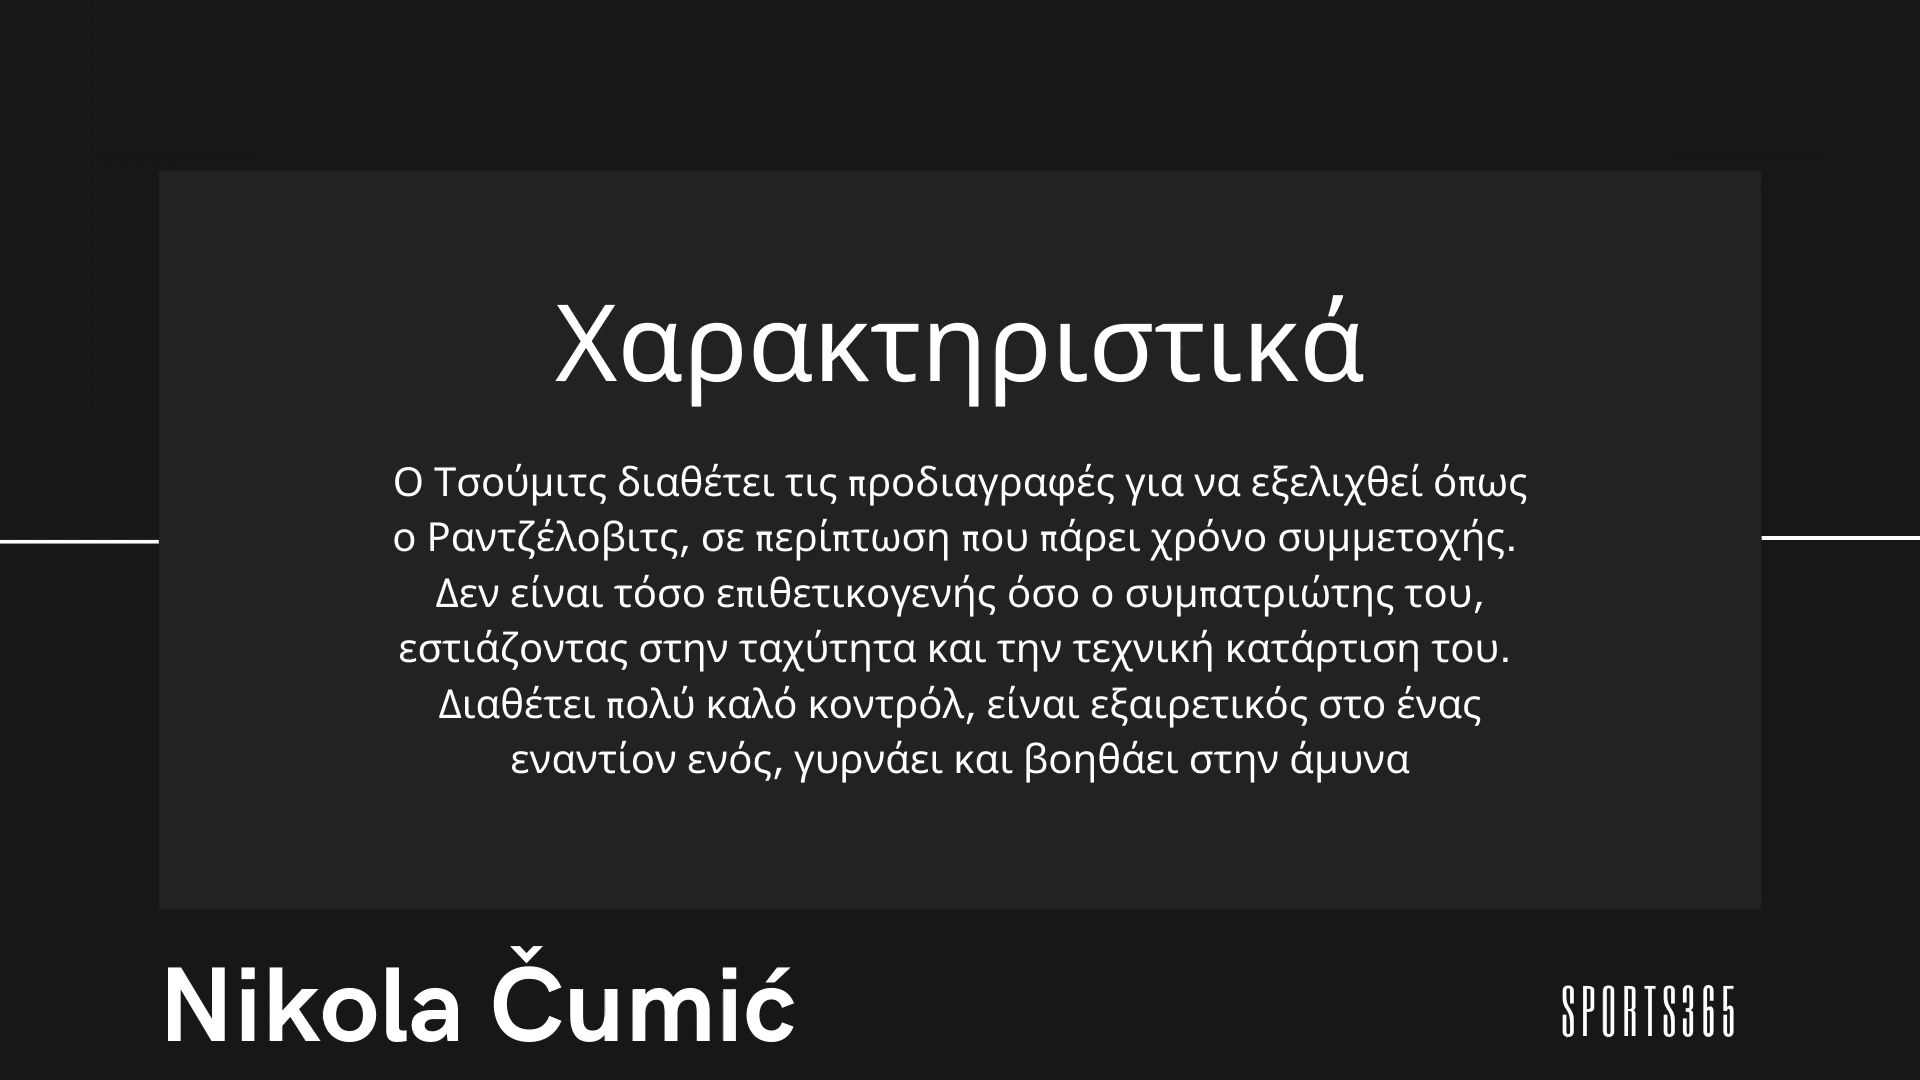 Χαρακτηριστικά
Ο Τσούμιτς διαθέτει τις προδιαγραφές για να εξελιχθεί όπως
ο Ραντζέλοβιτς, σε περίπτωση που πάρει χρόνο συμμετοχής.
Δεν είναι τόσο επιθετικογενής όσο ο συμπατριώτης του,
εστιάζοντας στην ταχύτητα και την τεχνική κατάρτιση του.
Διαθέτει πολύ καλό κοντρόλ, είναι εξαιρετικός στο ένας
εναντίον ενός, γυρνάει και βοηθάει στην άμυνα
Nikola Čumić
SPORTS365